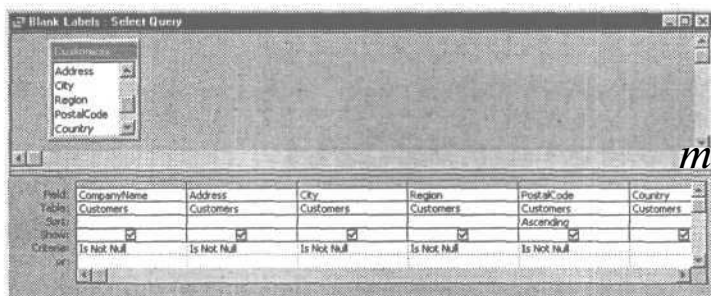 Blank Labels : Select Query
Customers
Address
City
Region
PostalCode
Country
m
Field: CompanyName Address City Region PostalCode Country
Table: Customers Customers Customers Customers Customers Customers
Sort: Ascending
Show:
Criteria: Is Not Null Is Not Null Is Not Null Is Not Null Is Not Null
or: